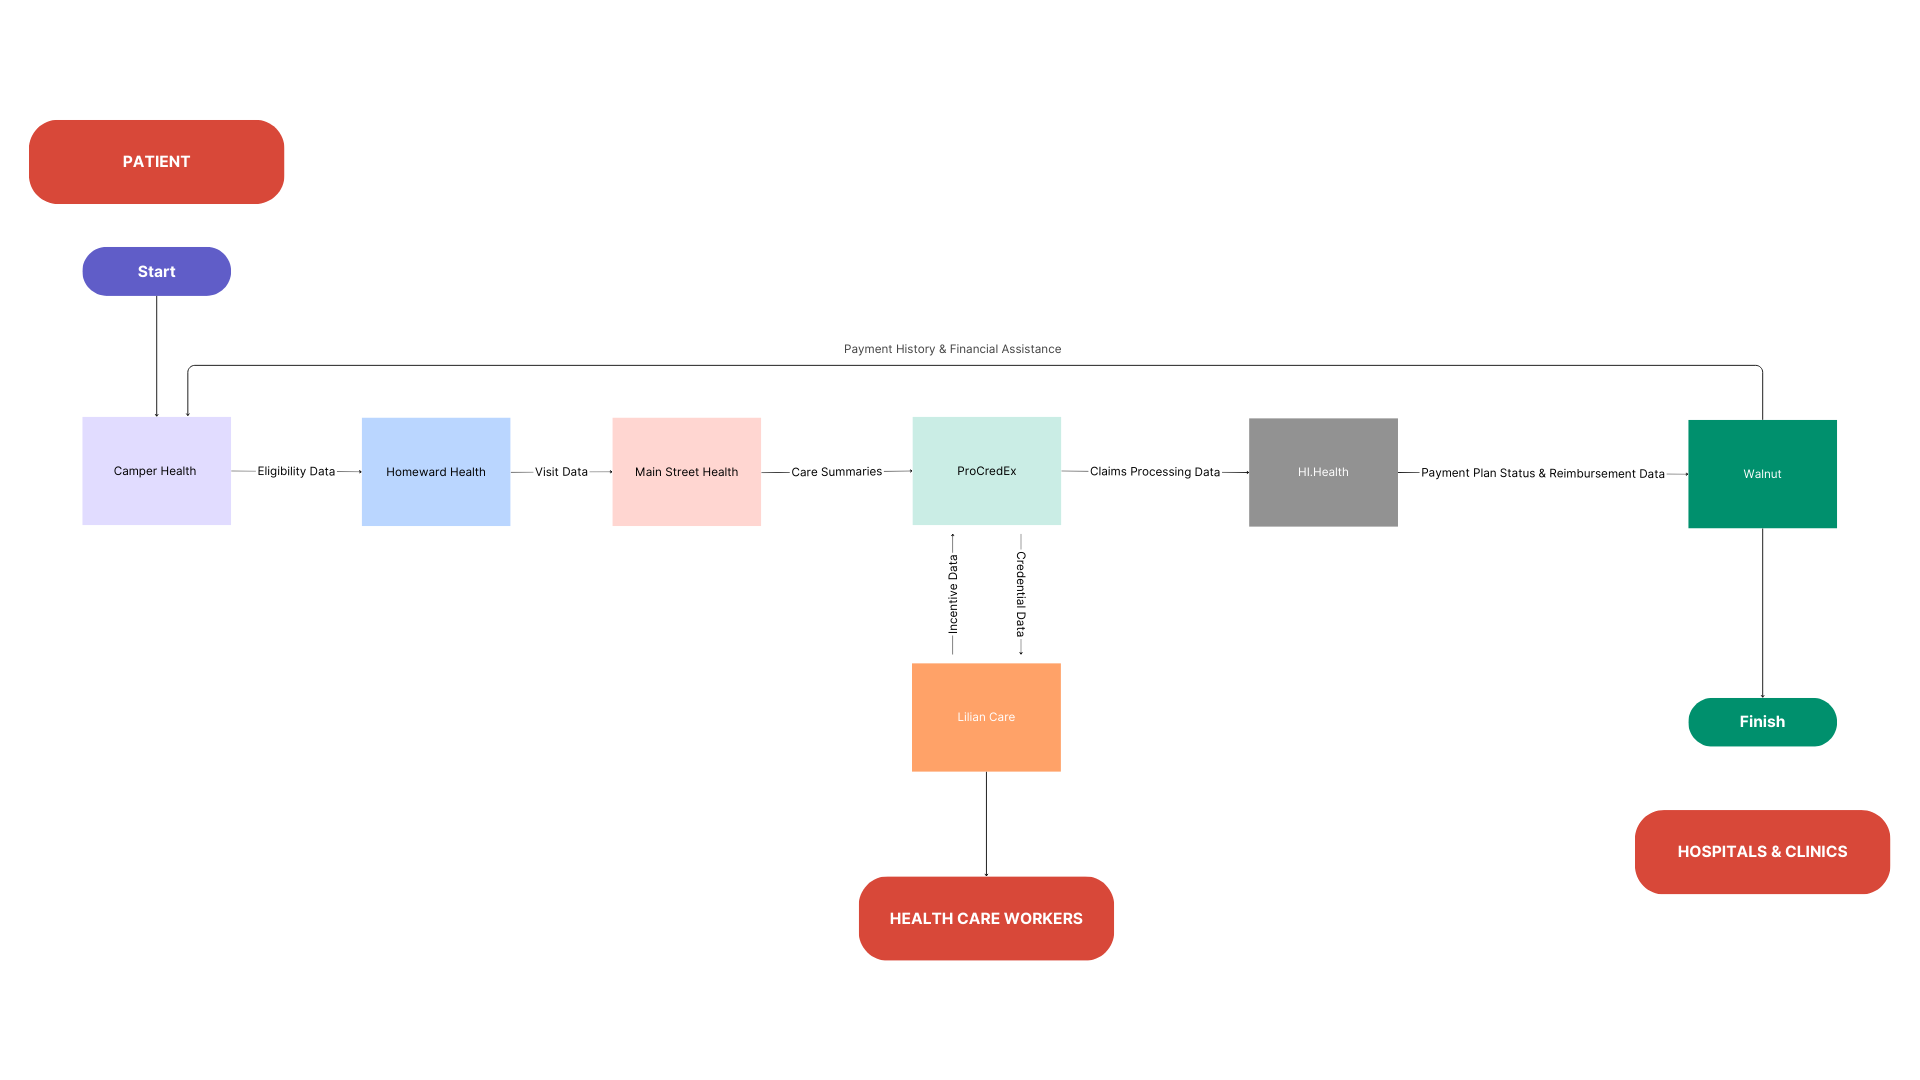 PATIENT
Start
Payment History & Financial Assistance
Camper Health
Eligibility Data
Homeward Health
Visit Data
Main Street Health
Care Summaries
ProCredEx
Claims Processing Data
HI.Health
Payment Plan Status & Reimbursement Data
Walnut
Incentive Data
Credential Data
Lilian Care
Finish
HOSPITALS & CLINICS
HEALTH CARE WORKERS